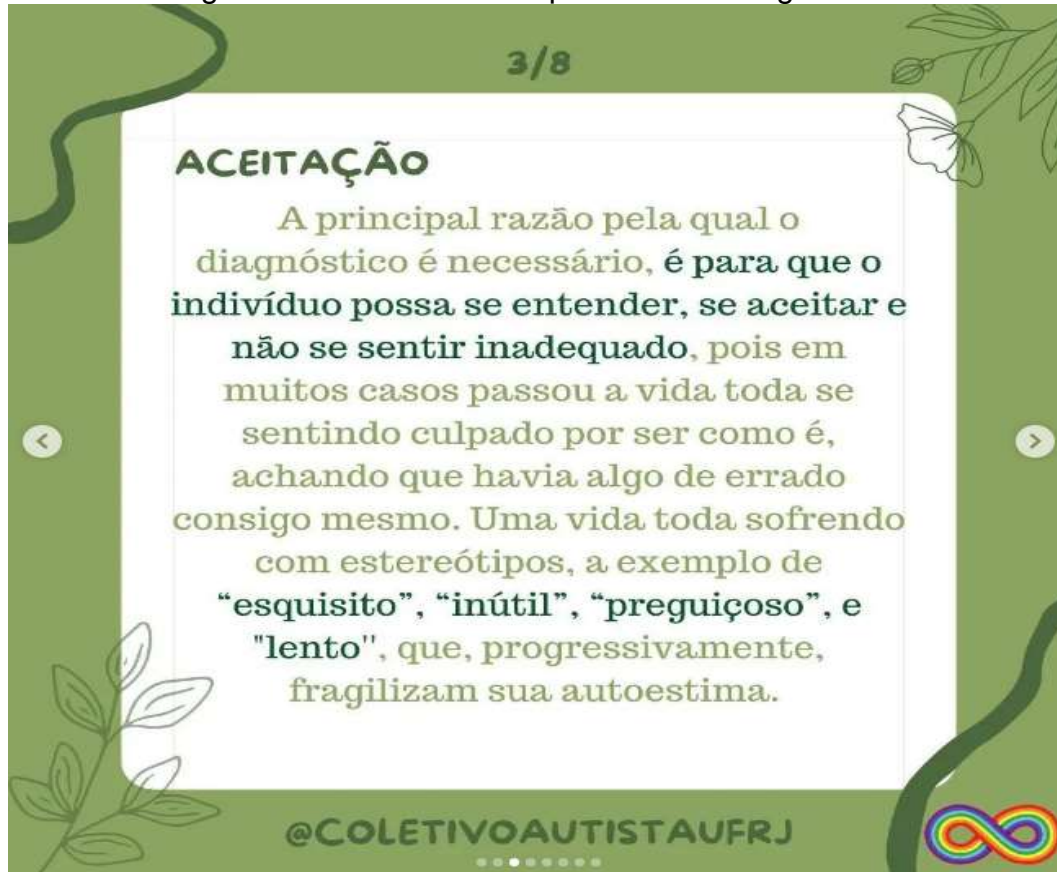 3/8
ACEITAÇÃO
A principal razão pela qual o
diagnóstico é necessário, é para que o
indivíduo possa se entender, se aceitar e
não se sentir inadequado, pois em
muitos casos passou a vida toda se
sentindo culpado por ser como é,
achando que havia algo de errado
consigo mesmo. Uma vida toda sofrendo
com estereótipos, a exemplo de
“esquisito”, “inútil”, “preguiçoso”, e
"lento'', que, progressivamente,
fragilizam sua autoestima.
@COLETIVOAUTISTAUFRJ